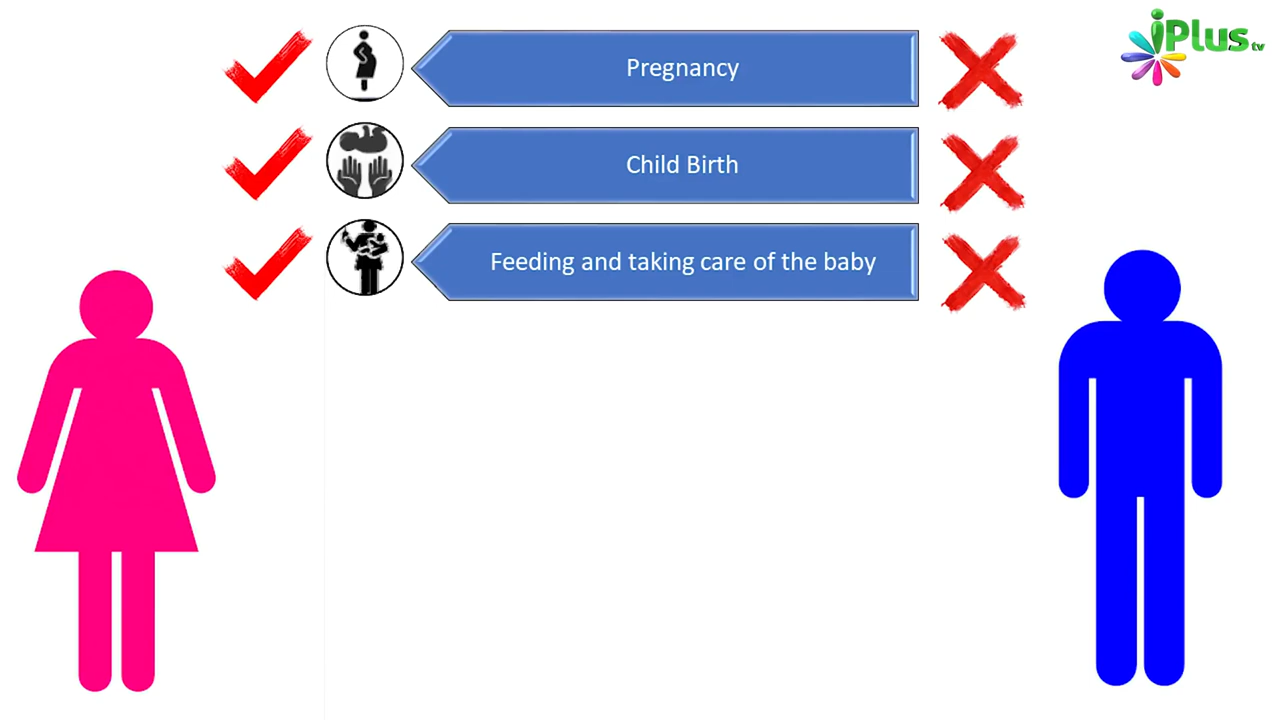 iPlus tv
Pregnancy
Child Birth
Feeding and taking care of the baby